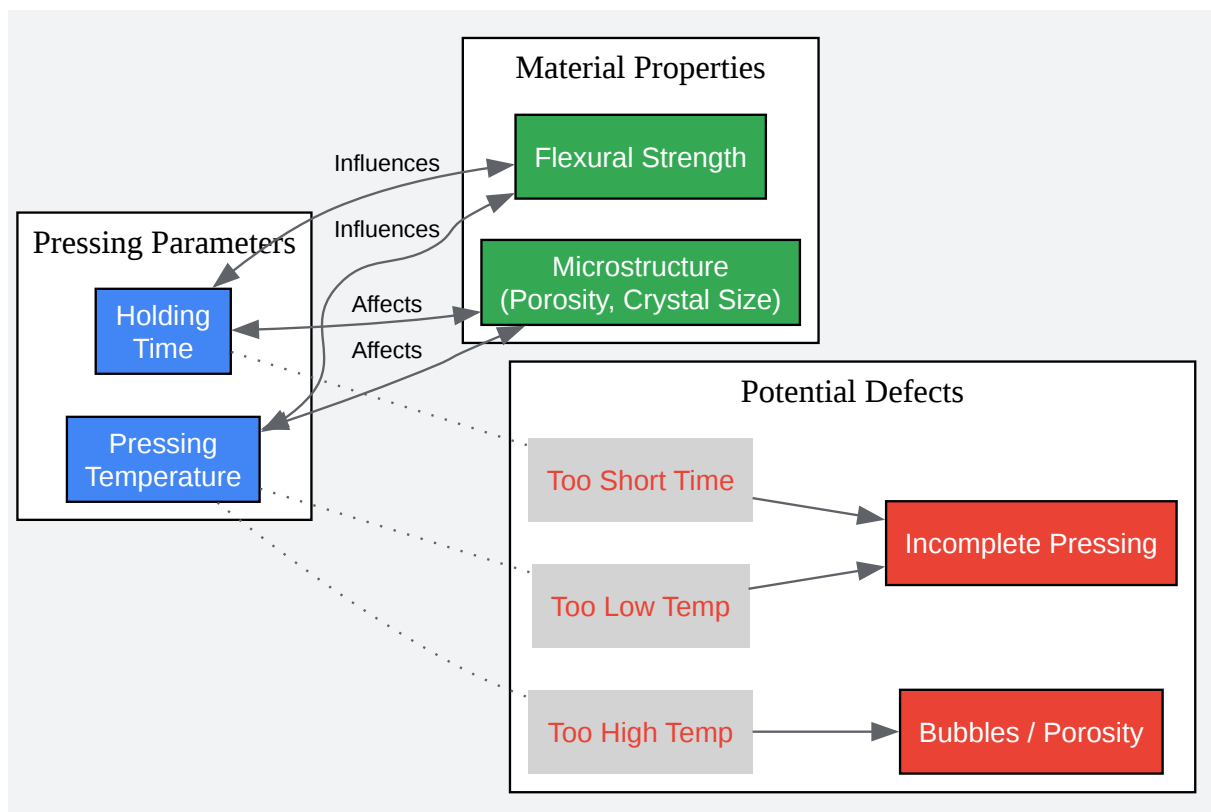 Material Properties
Flexural Strength
Microstructure
(Porosity, Crystal Size)
Influences
Influences
Affects
Affects
Pressing Parameters
Holding
Time
Pressing
Temperature
Potential Defects
Too Short Time
Too Low Temp
Too High Temp
Incomplete Pressing
Bubbles / Porosity